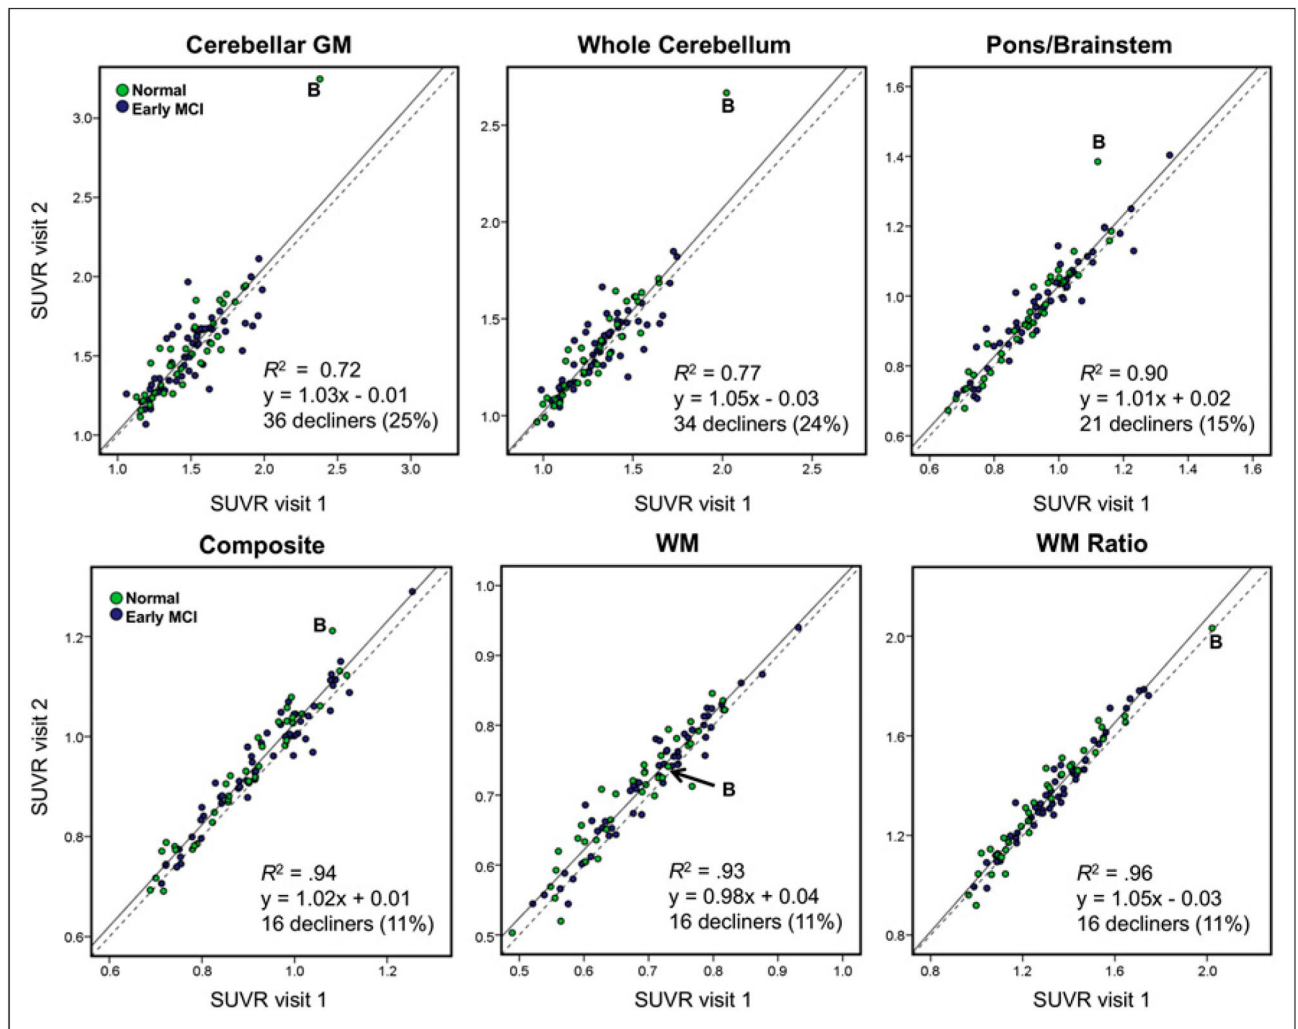 Cerebellar GM
Normal
Early MCI
B
3.0
2.5
2.0
1.5
1.0
SUVR visit 2
R² = 0.72
y = 1.03x - 0.01
36 decliners (25%)
1.0 1.5 2.0 2.5 3.0
SUVR visit 1
Whole Cerebellum
B
2.5
2.0
1.5
1.0
R² = 0.77
y = 1.05x - 0.03
34 decliners (24%)
1.0 1.5 2.0 2.5
SUVR visit 1
Pons/Brainstem
B
1.6
1.4
1.2
1.0
0.8
0.6
R² = 0.90
y = 1.01x + 0.02
21 decliners (15%)
0.6 0.8 1.0 1.2 1.4 1.6
SUVR visit 1
Composite
Normal
Early MCI
B
1.2
1.0
0.8
0.6
SUVR visit 2
R² = .94
y = 1.02x + 0.01
16 decliners (11%)
0.6 0.8 1.0 1.2
SUVR visit 1
WM
1.0
0.9
0.8
0.7
0.6
0.5
B
R² = .93
y = 0.98x + 0.04
16 decliners (11%)
0.5 0.6 0.7 0.8 0.9 1.0
SUVR visit 1
WM Ratio
B
2.0
1.6
1.2
0.8
R² = .96
y = 1.05x - 0.03
16 decliners (11%)
0.8 1.2 1.6 2.0
SUVR visit 1